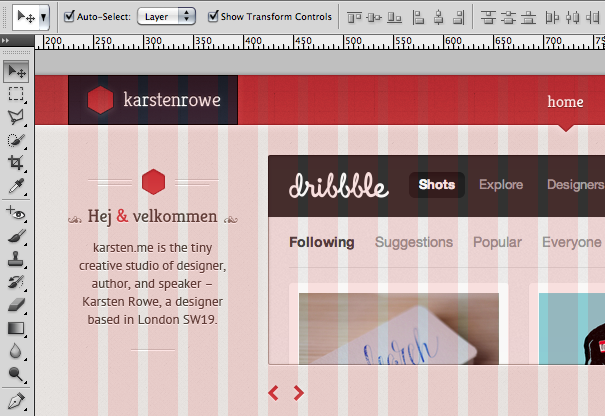 Auto-Select: Layer Show Transform Controls
200 250 300 350 400 450 500 550 600 650 700
karstenrowe
home
dribbble Shots Explore Designers
Hej & velkommen
Following Suggestions Popular Everyone
karsten.me is the tiny
creative studio of designer,
author, and speaker –
Karsten Rowe, a designer
based in London SW19.